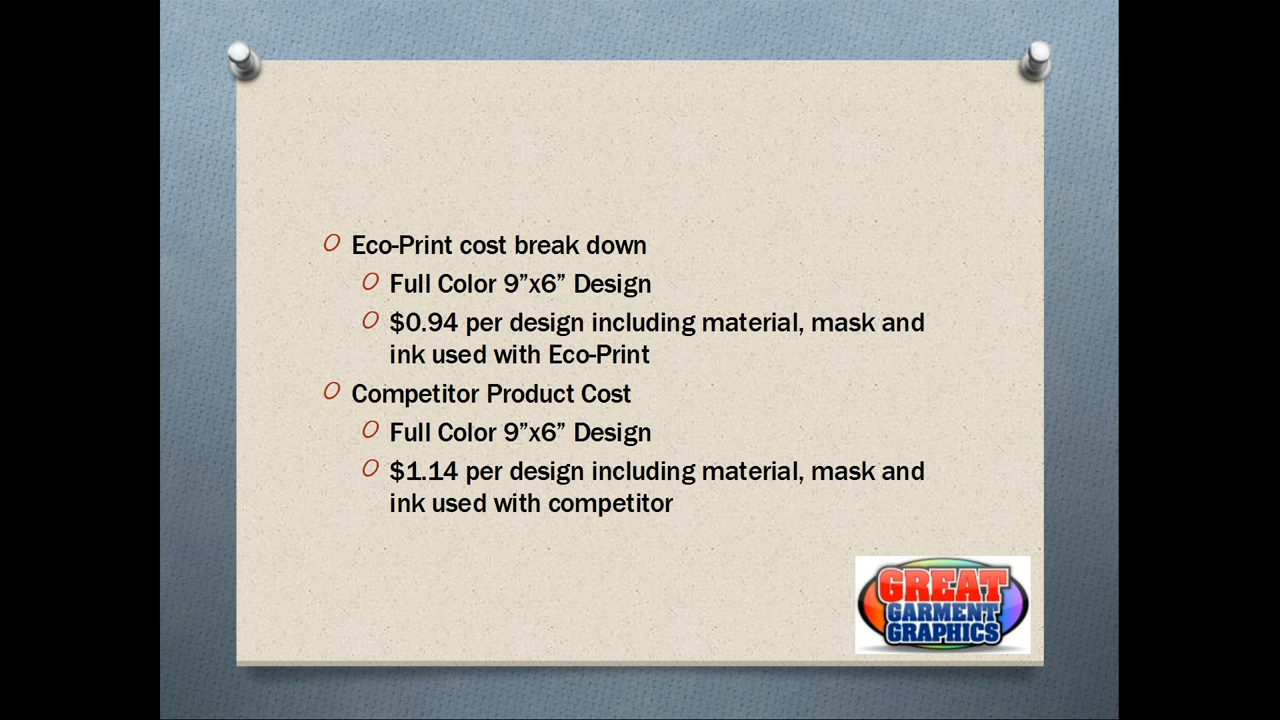 Eco-Print cost break down
Full Color 9”x6” Design
$0.94 per design including material, mask and
ink used with Eco-Print
Competitor Product Cost
Full Color 9”x6” Design
$1.14 per design including material, mask and
ink used with competitor
GREAT
GARMENT
GRAPHICS